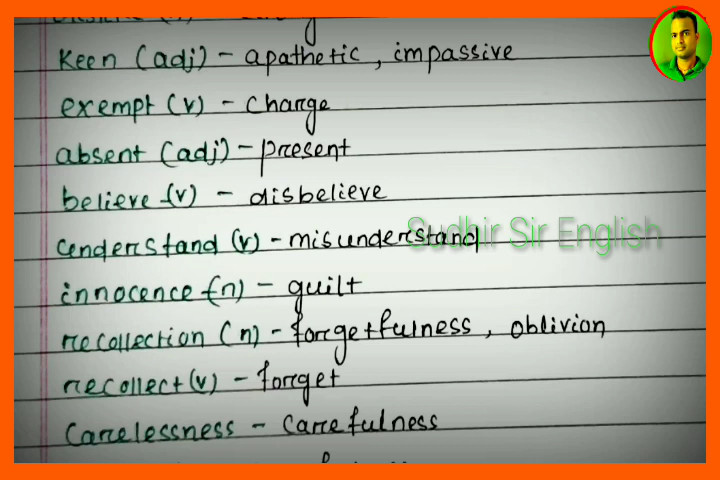 Keen (adj) - apathetic, impassive
exempt (v) - charge
absent (adj) - present
believe (v) - disbelieve
understand (v) - misunderstand
Sudhir Sir English
innocence (n) - guilt
recollection (n) - forgetfulness, oblivion
recollect (v) - forget
Carelessness - carefulness